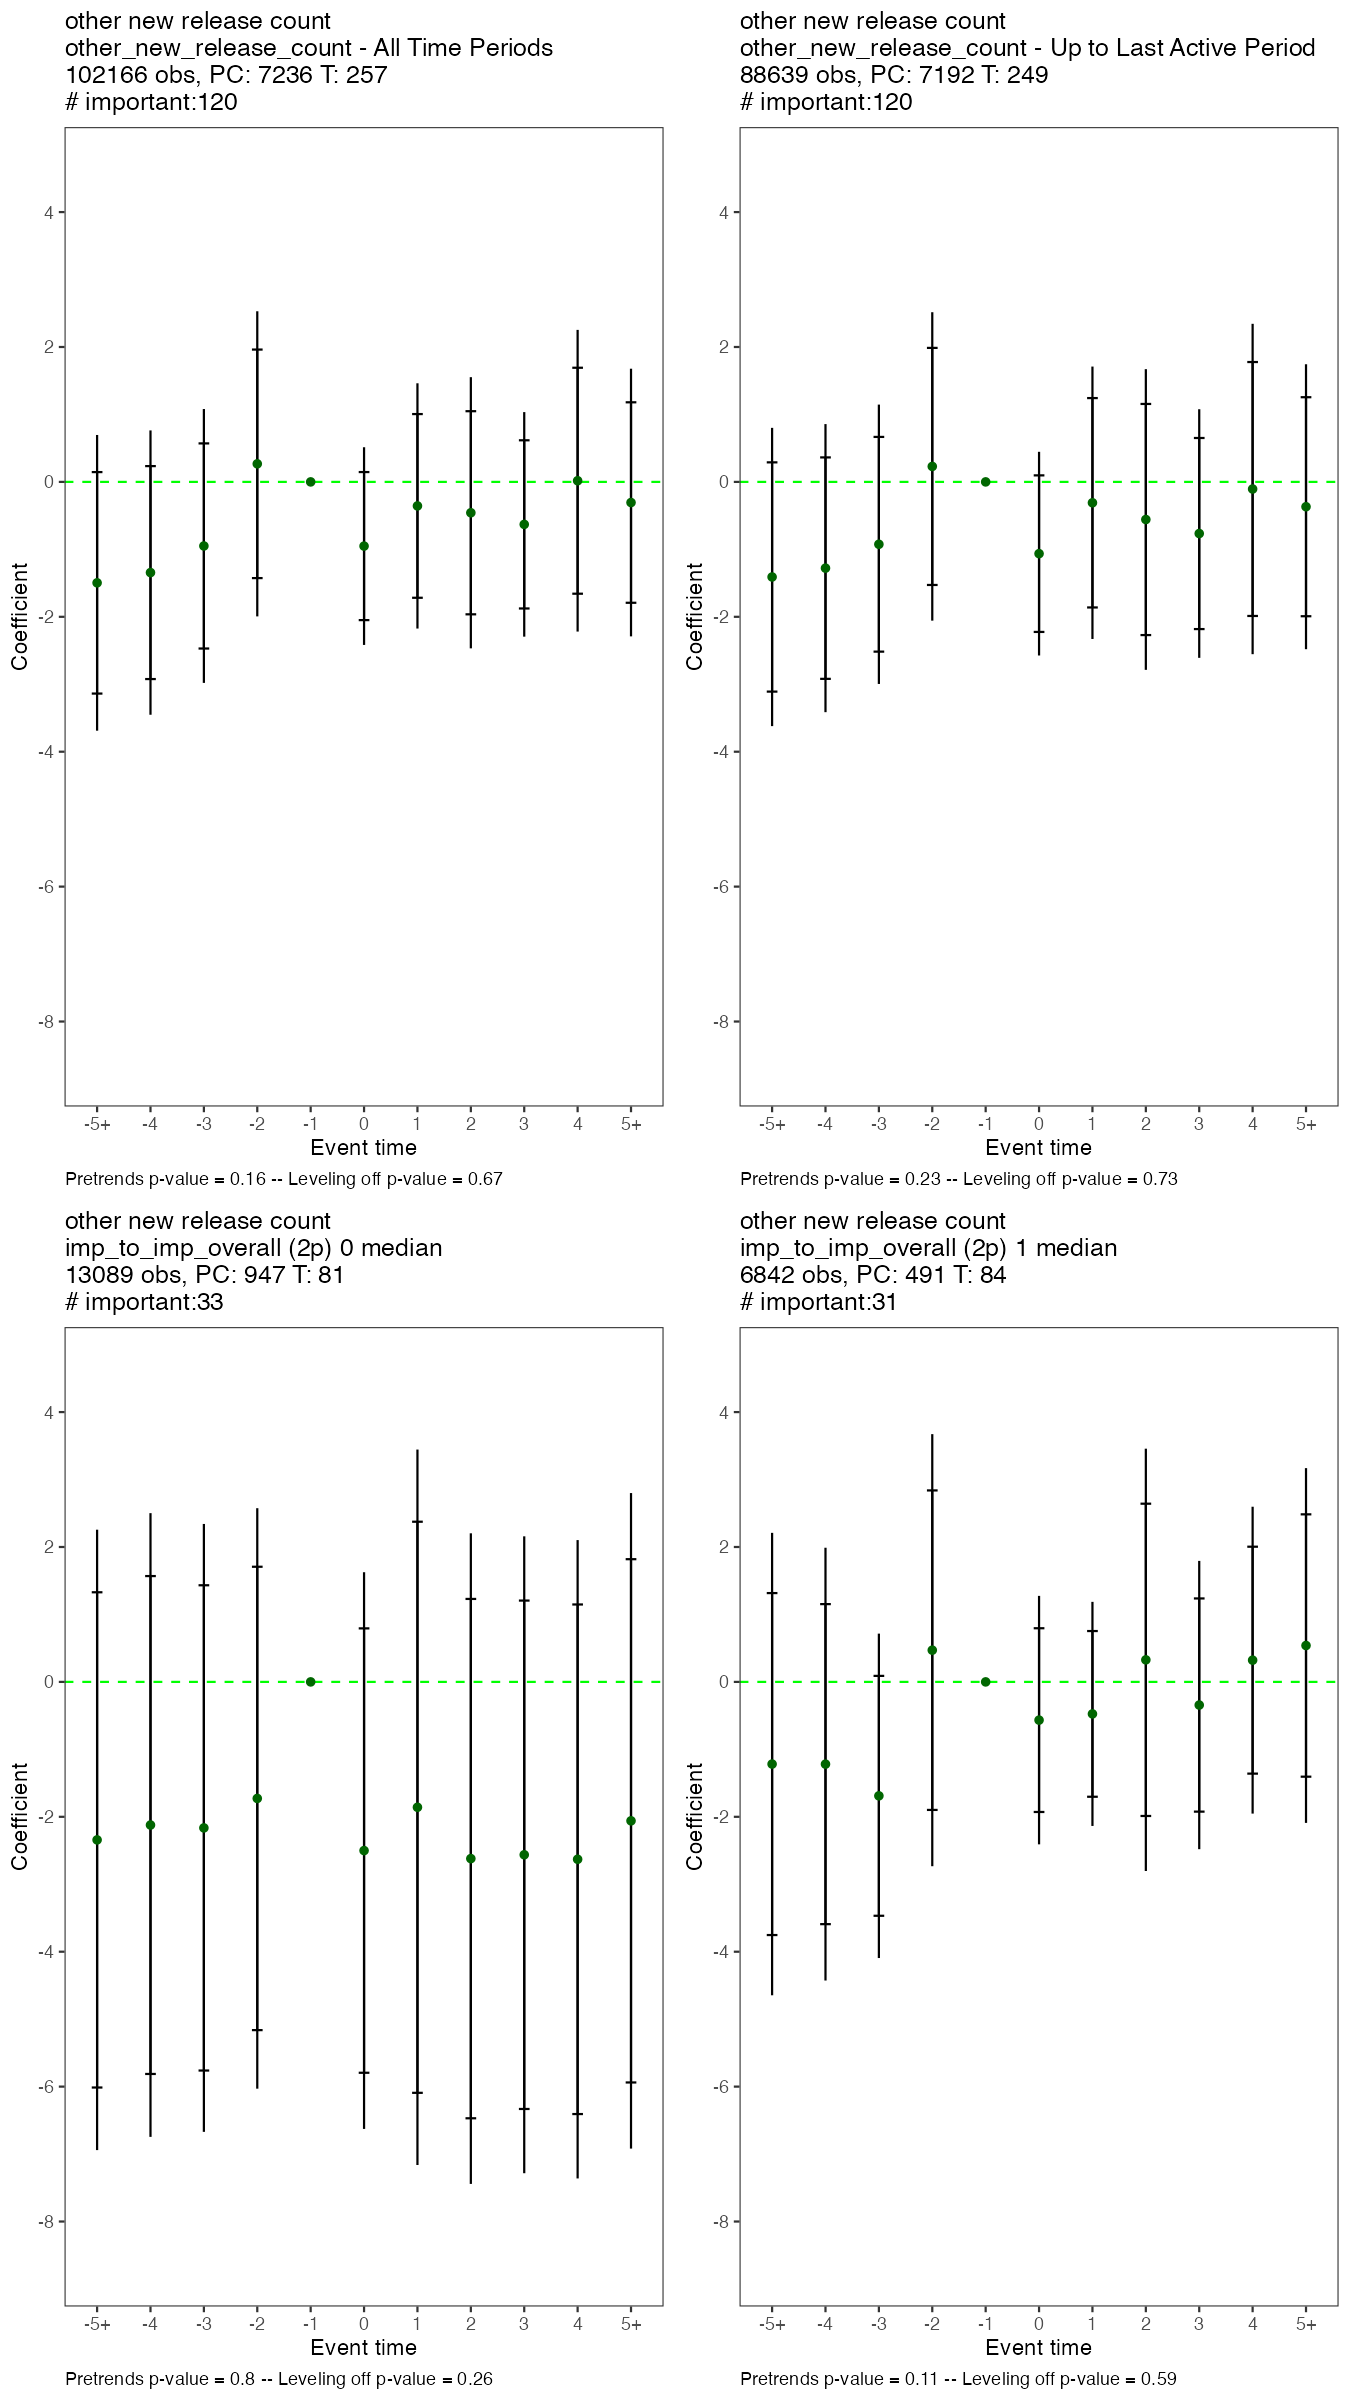 other new release count
other_new_release_count - All Time Periods
102166 obs, PC: 7236 T: 257
# important:120
4
2
0
-2
-4
-6
-8
Coefficient
-5+ -4 -3 -2 -1 0 1 2 3 4 5+
Event time
Pretrends p-value = 0.16 -- Leveling off p-value = 0.67
other new release count
other_new_release_count - Up to Last Active Period
88639 obs, PC: 7192 T: 249
# important:120
4
2
0
-2
-4
-6
-8
Coefficient
-5+ -4 -3 -2 -1 0 1 2 3 4 5+
Event time
Pretrends p-value = 0.23 -- Leveling off p-value = 0.73
other new release count
imp_to_imp_overall (2p) 0 median
13089 obs, PC: 947 T: 81
# important:33
4
2
0
-2
-4
-6
-8
Coefficient
-5+ -4 -3 -2 -1 0 1 2 3 4 5+
Event time
Pretrends p-value = 0.8 -- Leveling off p-value = 0.26
other new release count
imp_to_imp_overall (2p) 1 median
6842 obs, PC: 491 T: 84
# important:31
4
2
0
-2
-4
-6
-8
Coefficient
-5+ -4 -3 -2 -1 0 1 2 3 4 5+
Event time
Pretrends p-value = 0.11 -- Leveling off p-value = 0.59